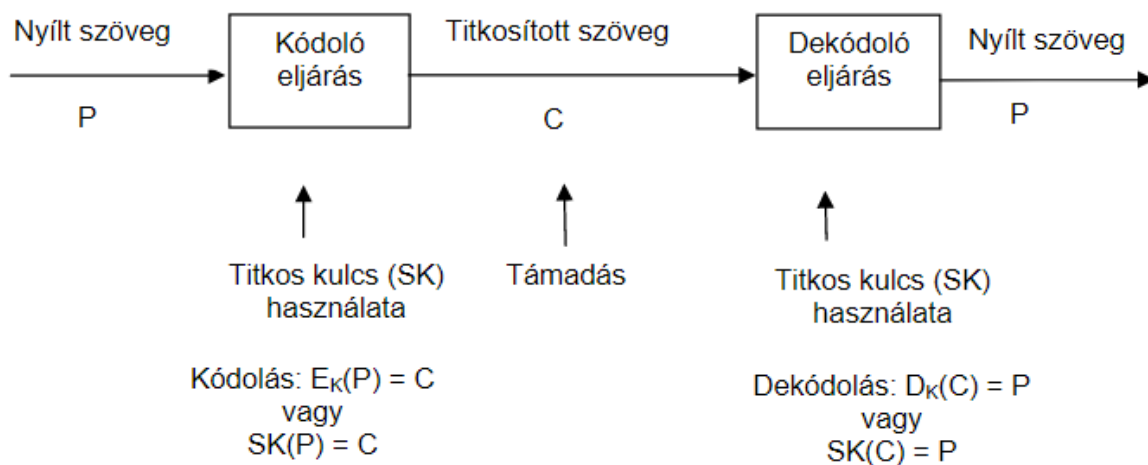 Nyílt szöveg
Kódoló
eljárás
Titkosított szöveg
Dekódoló
eljárás
Nyílt szöveg
P
C
P
Titkos kulcs (SK)
használata
Támadás
Titkos kulcs (SK)
használata
Kódolás: E_K(P) = C
vagy
SK(P) = C
Dekódolás: D_K(C) = P
vagy
SK(C) = P